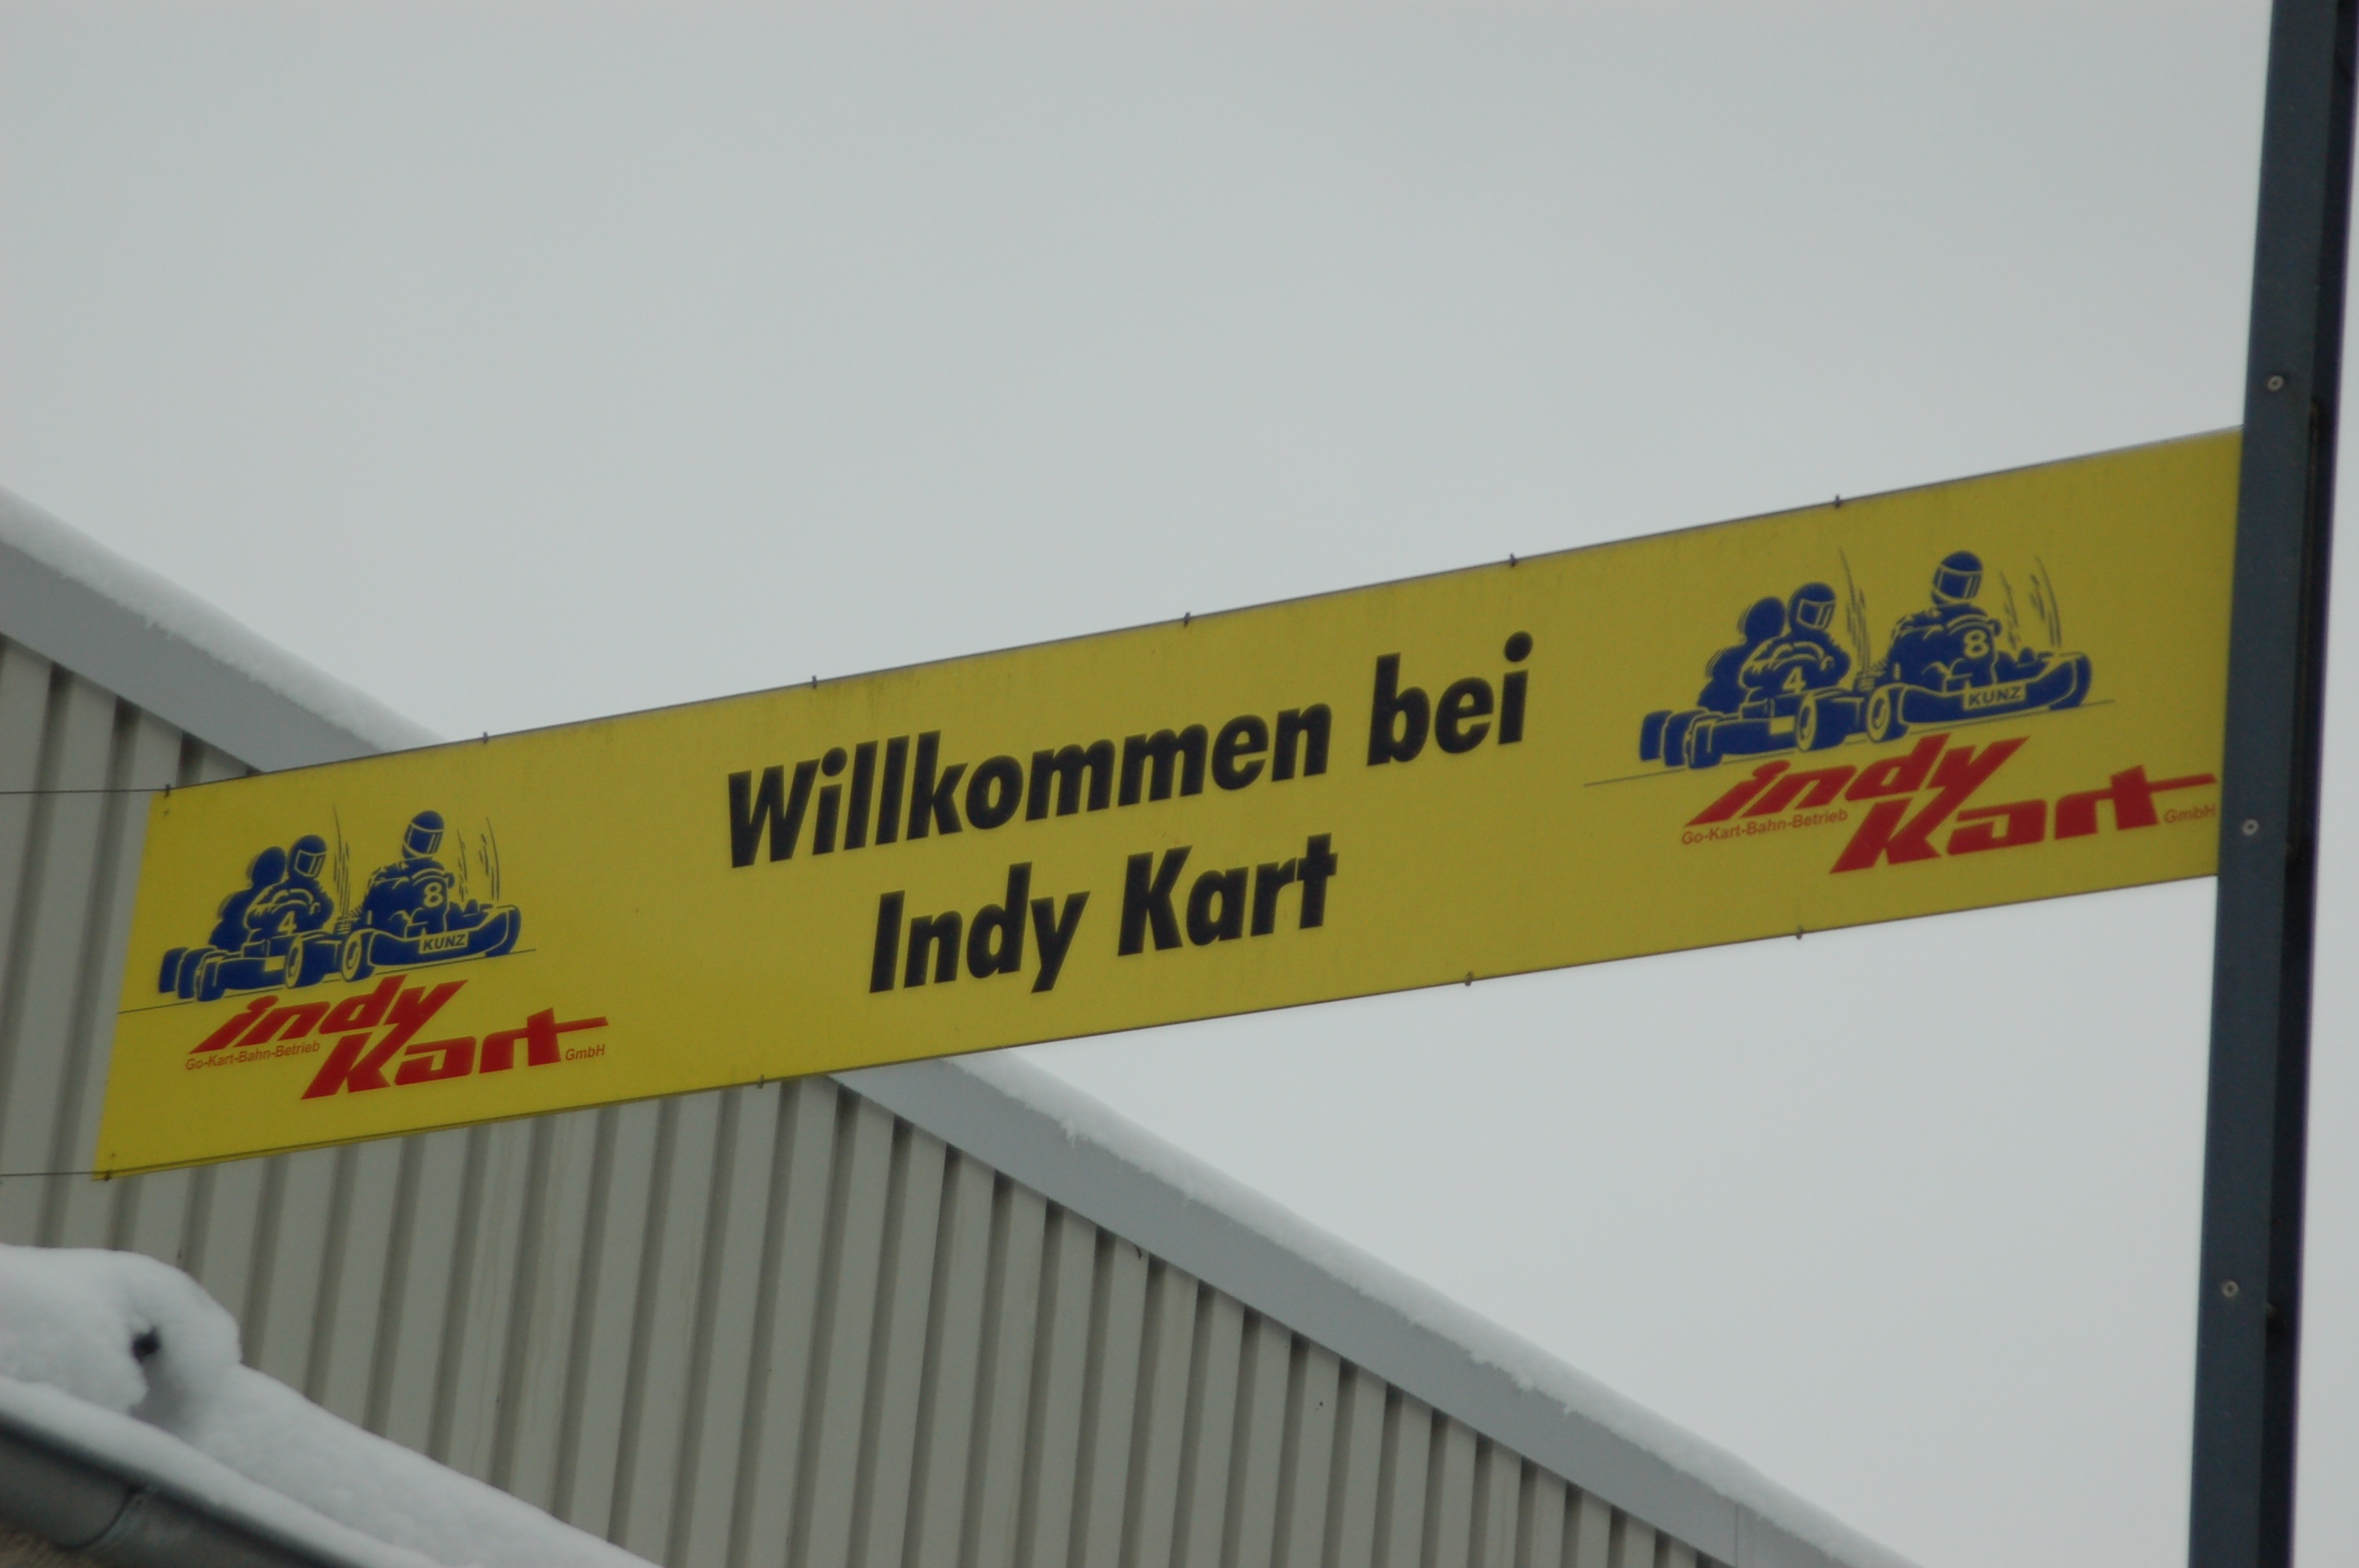 4
8
KUNZ
indy
Go-Kart-Bahn-Betrieb
Kart
GmbH
Willkommen bei
Indy Kart
4
8
KUNZ
indy
Go-Kart-Bahn-Betrieb
Kart
GmbH